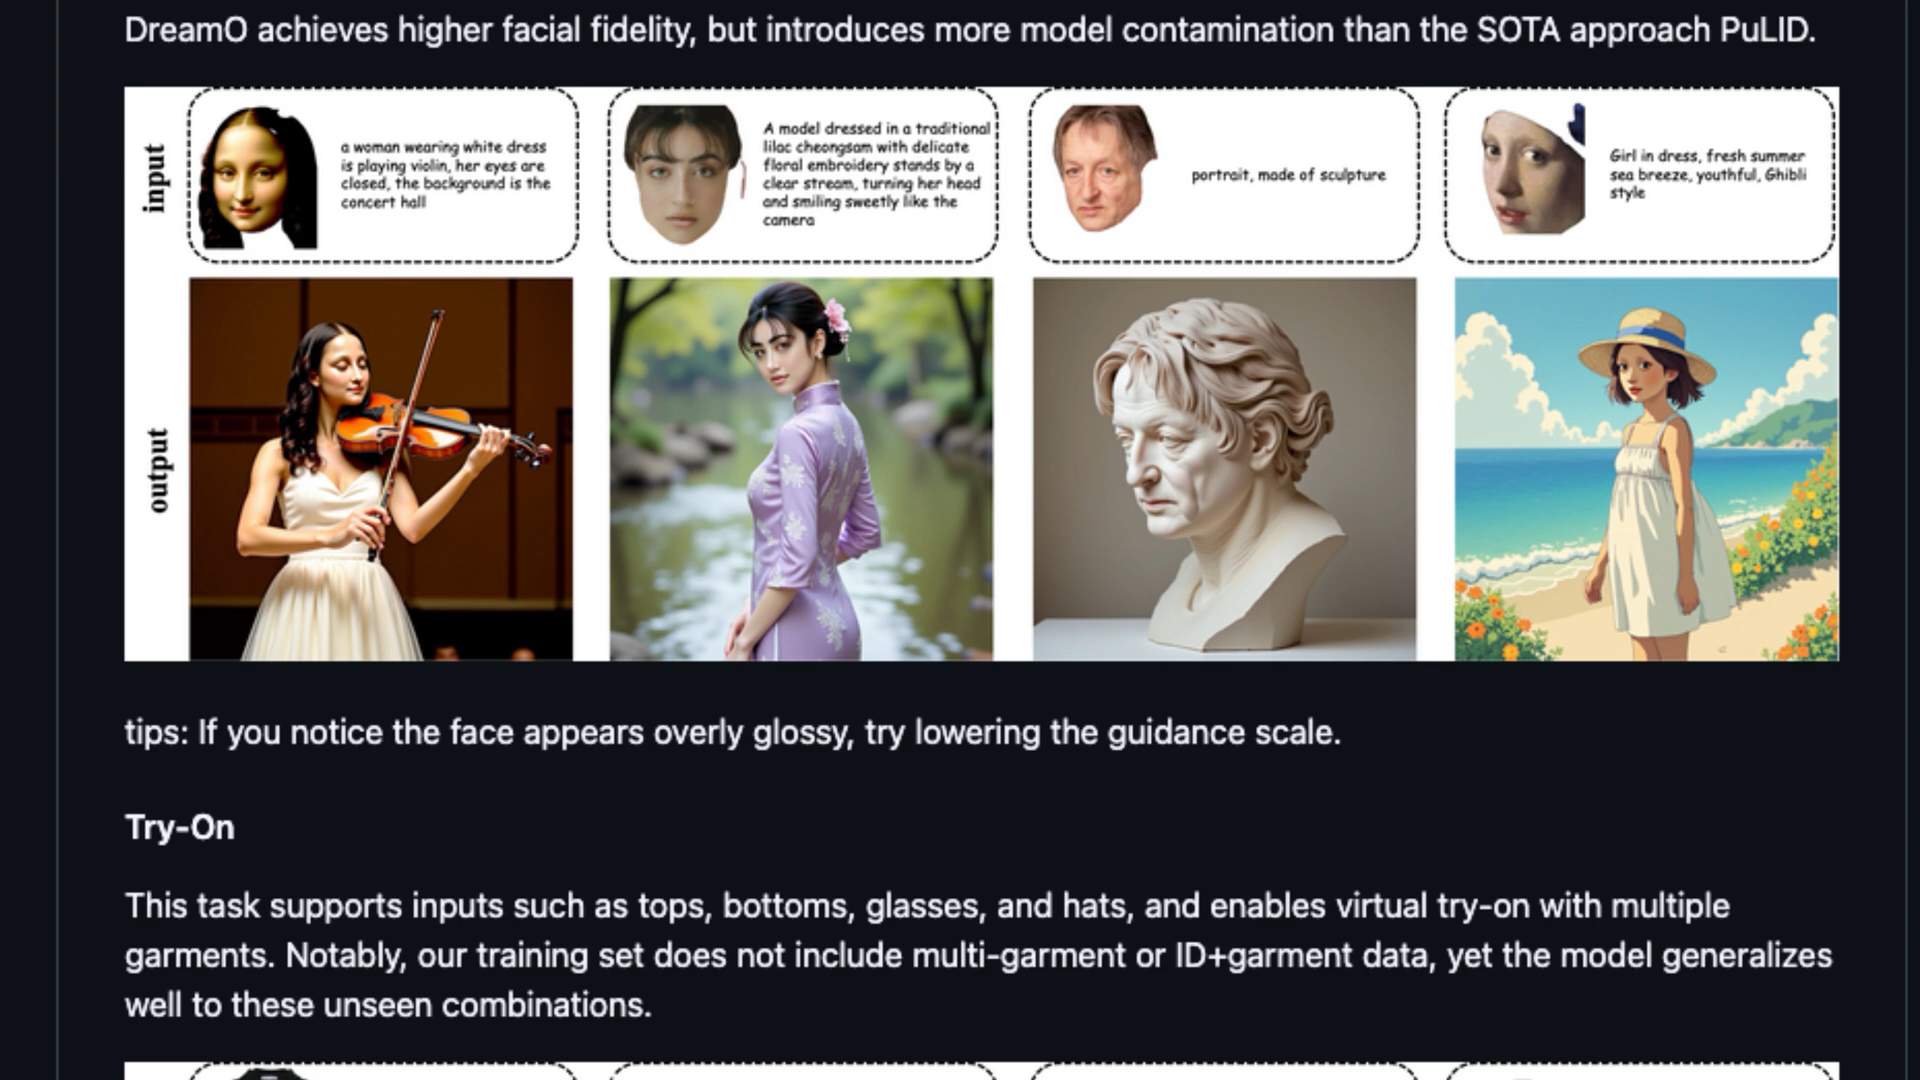 DreamO achieves higher facial fidelity, but introduces more model contamination than the SOTA approach PuLID.
input
a woman wearing white dress
is playing violin, her eyes are
closed, the background is the
concert hall
A model dressed in a traditional
lilac cheongsam with delicate
floral embroidery stands by a
clear stream, turning her head
and smiling sweetly like the
camera
portrait, made of sculpture
Girl in dress, fresh summer
sea breeze, youthful, Ghibli
style
output
tips: If you notice the face appears overly glossy, try lowering the guidance scale.
Try-On
This task supports inputs such as tops, bottoms, glasses, and hats, and enables virtual try-on with multiple
garments. Notably, our training set does not include multi-garment or ID+garment data, yet the model generalizes
well to these unseen combinations.